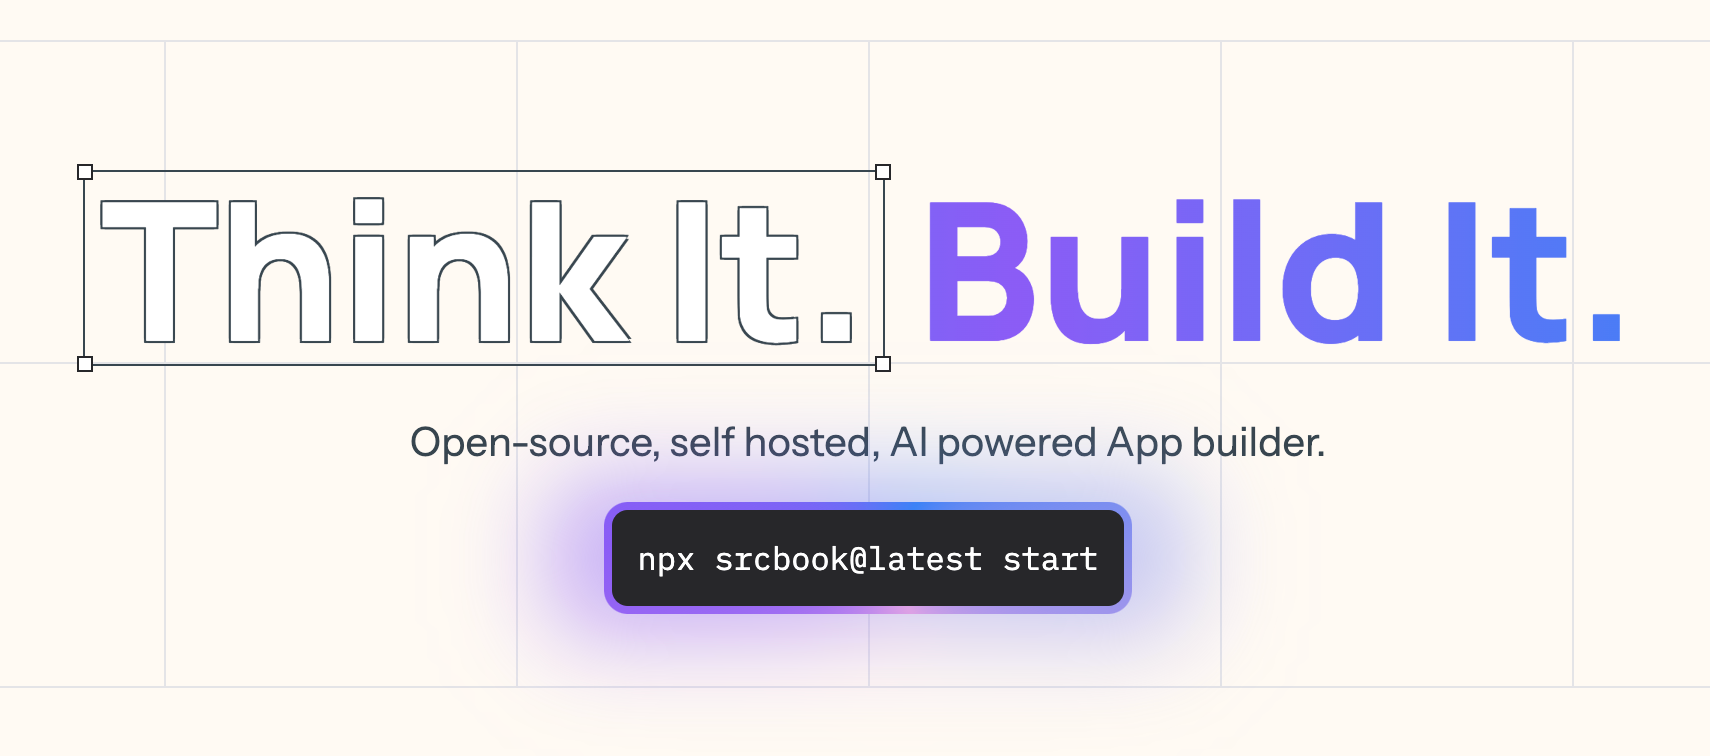 Think It. Build It.
Open-source, self hosted, AI powered App builder.
npx srcbook@latest start